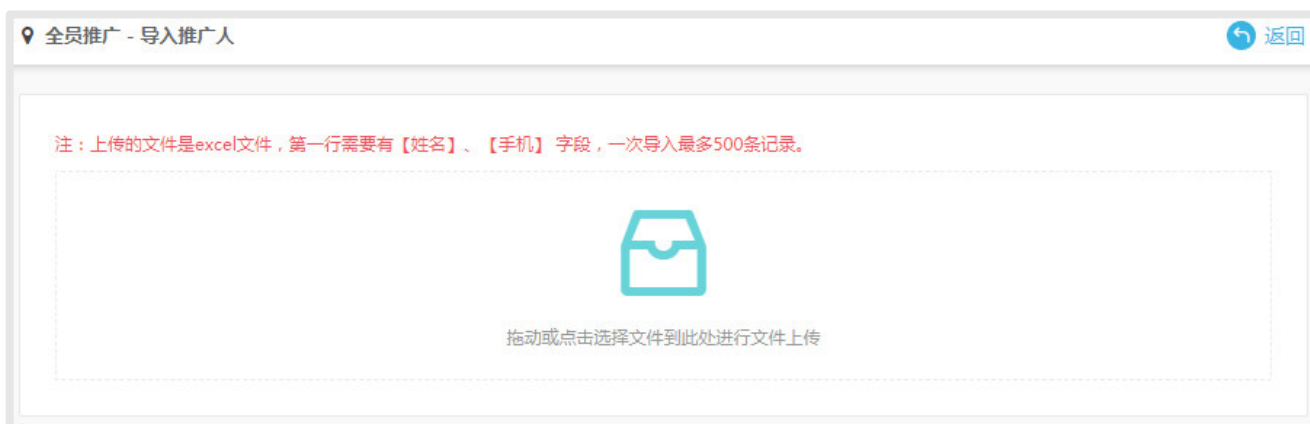 全员推广 - 导入推广人
返回
注：上传的文件是excel文件，第一行需要有【姓名】、【手机】 字段，一次导入最多500条记录。
拖动或点击选择文件到此处进行文件上传